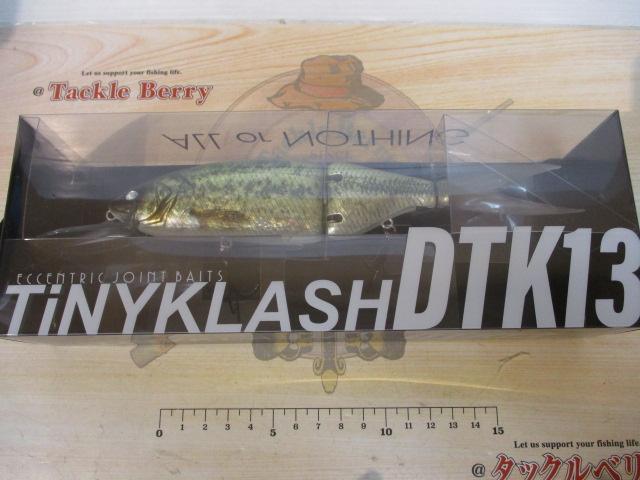 Let us support your fishing life.
@ Tackle Berry
ALL or NOTHING
ECCENTRIC JOINT BAITS
TiNYKLASH DTK13
0 1 2 3 4 5 6 7 8 9 10 11 12 13 14 15
Let us support your fishing life.
@ タックルベリ